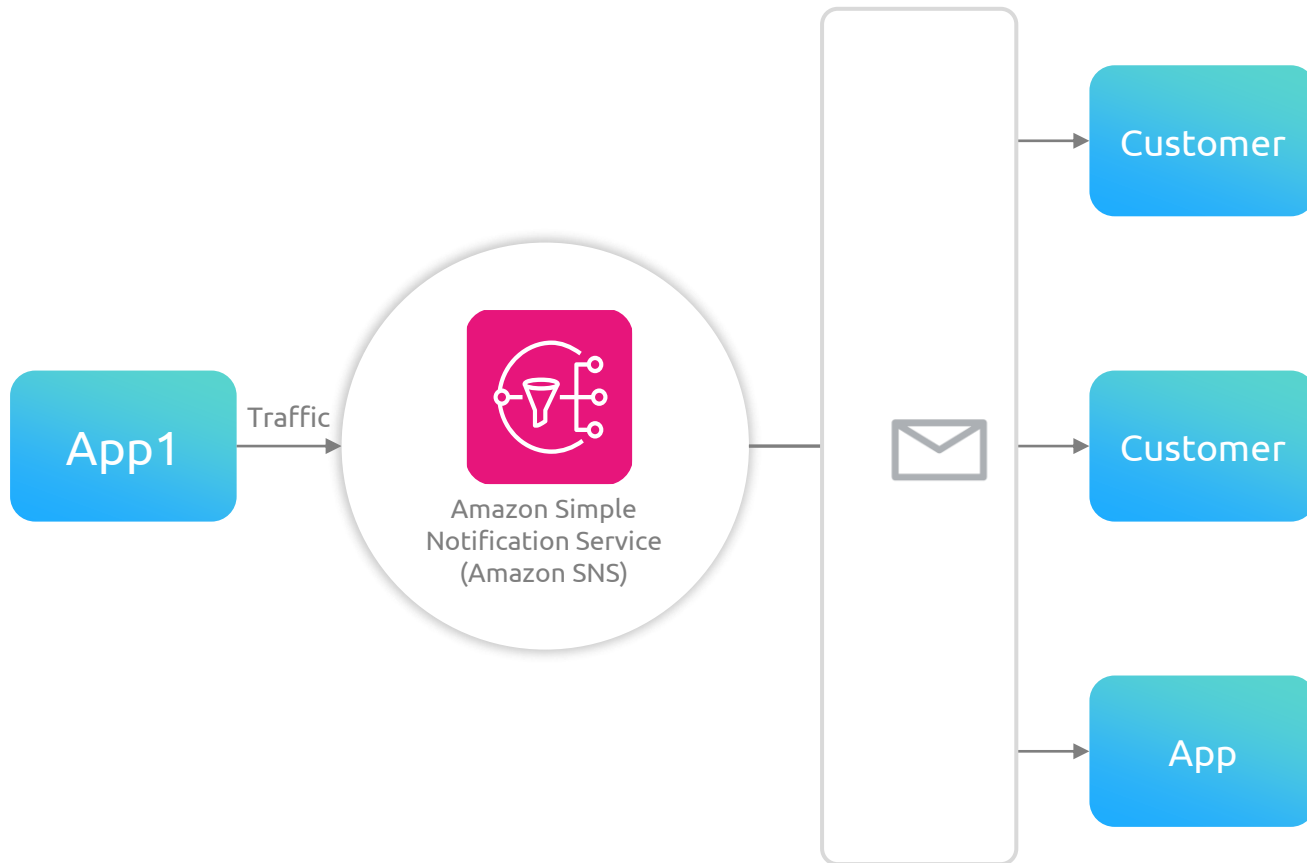 App1
Traffic
Amazon Simple
Notification Service
(Amazon SNS)
Customer
Customer
App